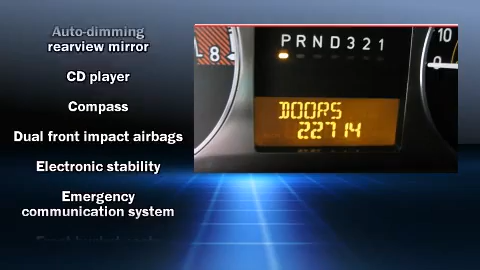 Auto-dimming
rearview mirror
CD player
Compass
Dual front impact airbags
Electronic stability
Emergency
communication system
8
PRND321
10
0
DOORS
22714